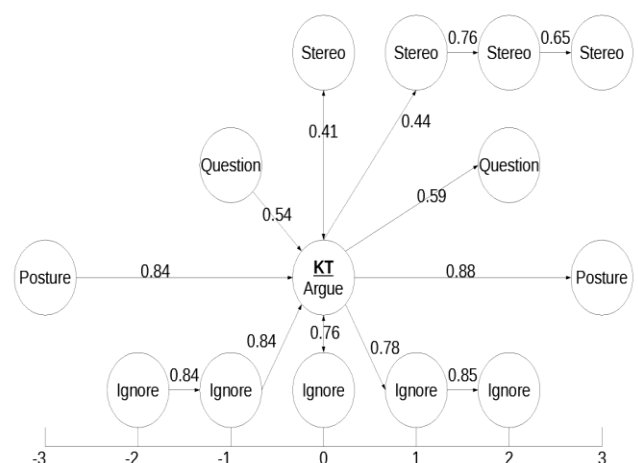 0.76 0.65
Stereo Stereo Stereo Stereo
0.41 0.44
Question Question
0.54 0.59
KT
Posture 0.84 Argue 0.88 Posture
0.84 0.76 0.78
0.84 0.85
Ignore Ignore Ignore Ignore Ignore
-3 -2 -1 0 1 2 3